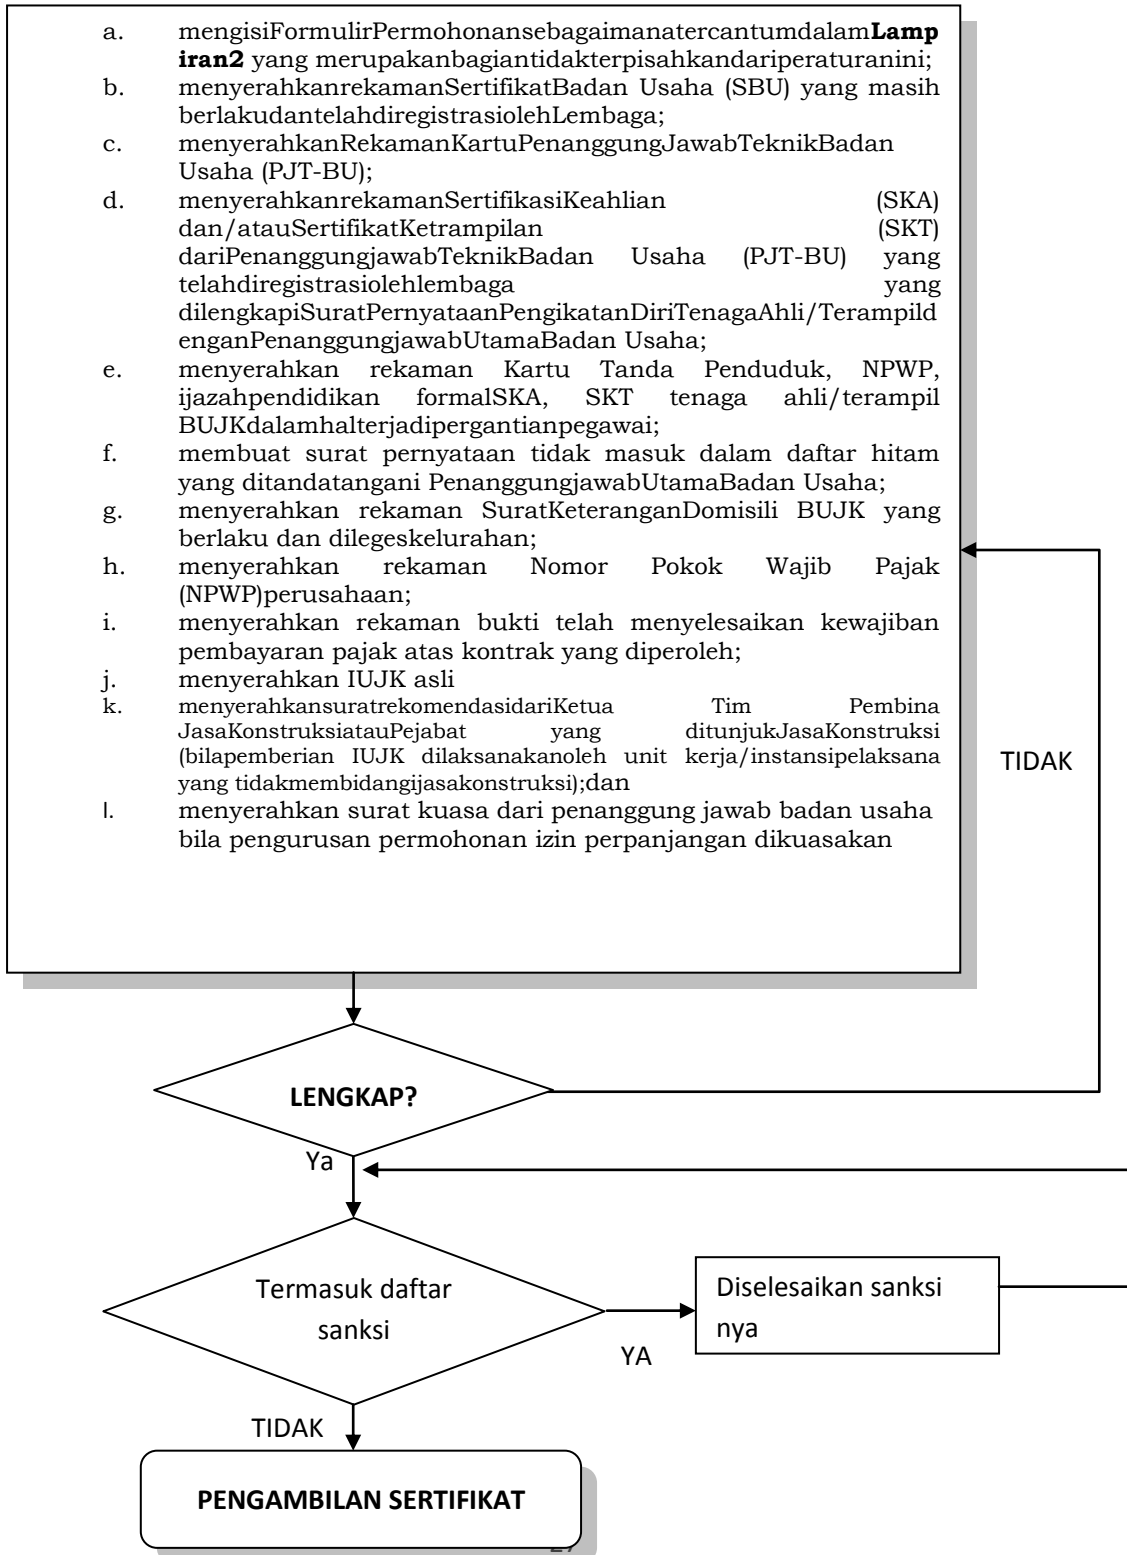 a. mengisiFormulirPermohonansebagaimanatercantumdalamLamp
iran2 yang merupakanbagiantidakterpisahkandariperaturanini;
b. menyerahkanrekamanSertifikatBadan Usaha (SBU) yang masih
berlakudantelahdiregistrasiolehLembaga;
c. menyerahkanRekamanKartuPenanggungJawabTeknikBadan
Usaha (PJT-BU);
d. menyerahkanrekamanSertifikasiKeahlian (SKA)
dan/atauSertifikatKetrampilan (SKT)
dariPenanggungjawabTeknikBadan Usaha (PJT-BU) yang
telahdiregistrasiolehlembaga yang
dilengkapiSuratPernyataanPengikatanDiriTenagaAhli/Terampild
enganPenanggungjawabUtamaBadan Usaha;
e. menyerahkan rekaman Kartu Tanda Penduduk, NPWP,
ijazahpendidikan formalSKA, SKT tenaga ahli/terampil
BUJKdalamhalterjadipergantianpegawai;
f. membuat surat pernyataan tidak masuk dalam daftar hitam
yang ditandatangani PenanggungjawabUtamaBadan Usaha;
g. menyerahkan rekaman SuratKeteranganDomisili BUJK yang
berlaku dan dilegeskelurahan;
h. menyerahkan rekaman Nomor Pokok Wajib Pajak
(NPWP)perusahaan;
i. menyerahkan rekaman bukti telah menyelesaikan kewajiban
pembayaran pajak atas kontrak yang diperoleh;
j. menyerahkan IUJK asli
k. menyerahkansuratrekomendasidariKetua Tim Pembina
JasaKonstruksiatauPejabat yang ditunjukJasaKonstruksi
(bilapemberian IUJK dilaksanakanoleh unit kerja/instansipelaksana
yang tidakmembidangijasakonstruksi);dan
l. menyerahkan surat kuasa dari penanggung jawab badan usaha
bila pengurusan permohonan izin perpanjangan dikuasakan
TIDAK
LENGKAP?
Ya
Termasuk daftar
sanksi
YA
Diselesaikan sanksi
nya
TIDAK
PENGAMBILAN SERTIFIKAT